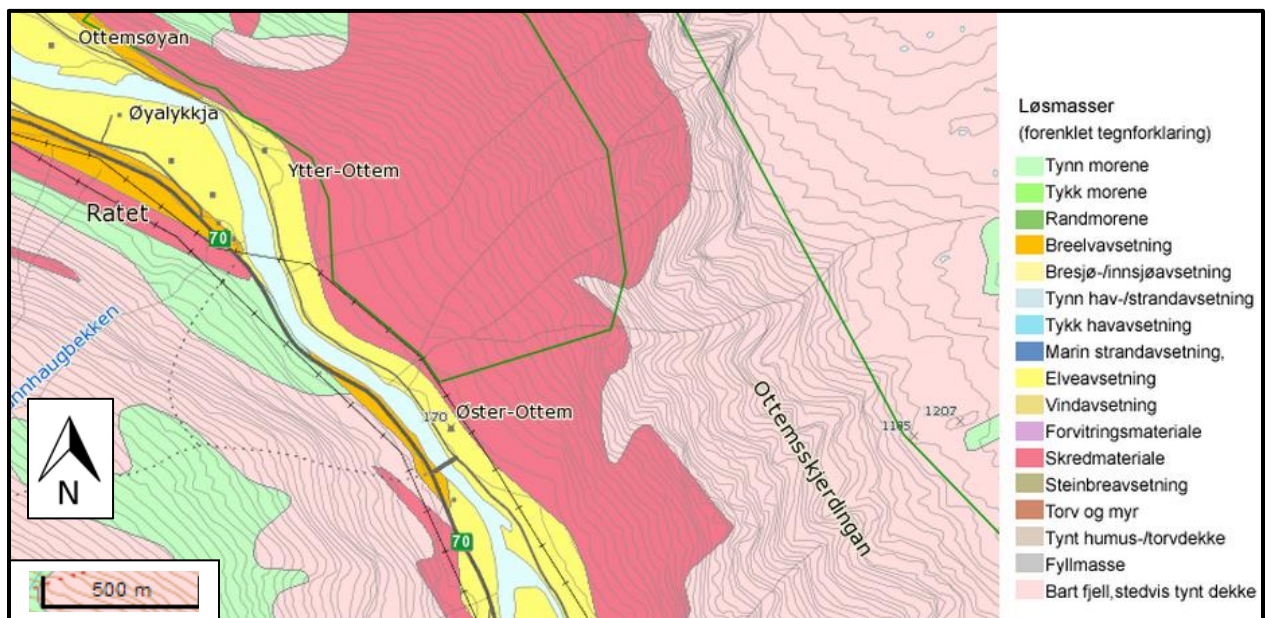 Ottemsøyan
Øyalykkja
Ytter-Ottem
Ratet
70
nnhaugbekken
170
Øster-Ottem
70
Ottemsskjerdingan
1185
1207
N
500 m
Løsmasser
(forenklet tegnforklaring)
Tynn morene
Tykk morene
Randmorene
Breelvavsetning
Bresjø-/innsjøavsetning
Tynn hav-/strandavsetning
Tykk havavsetning
Marin strandavsetning,
Elveavsetning
Vindavsetning
Forvitringsmateriale
Skredmateriale
Steinbreavsetning
Torv og myr
Tynt humus-/torvdekke
Fyllmasse
Bart fjell,stedvis tynt dekke